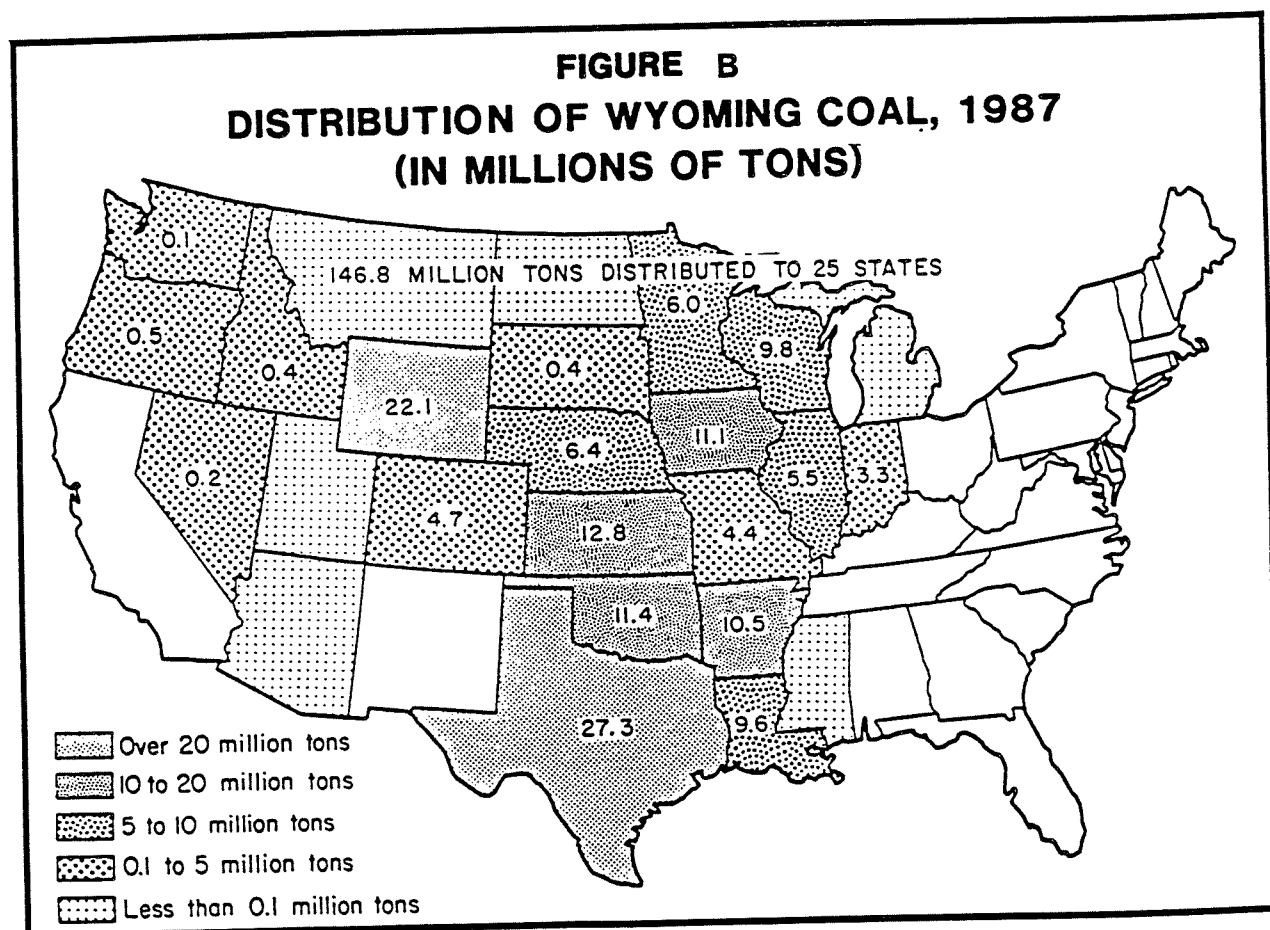 FIGURE B
DISTRIBUTION OF WYOMING COAL, 1987
(IN MILLIONS OF TONS)
0.1
146.8 MILLION TONS DISTRIBUTED TO 25 STATES
6.0
0.5
9.8
0.4
0.4
22.1
11.1
6.4
0.2
5.5
3.3
4.7
12.8
4.4
11.4
10.5
27.3
9.6
Over 20 million tons
10 to 20 million tons
5 to 10 million tons
0.1 to 5 million tons
Less than 0.1 million tons